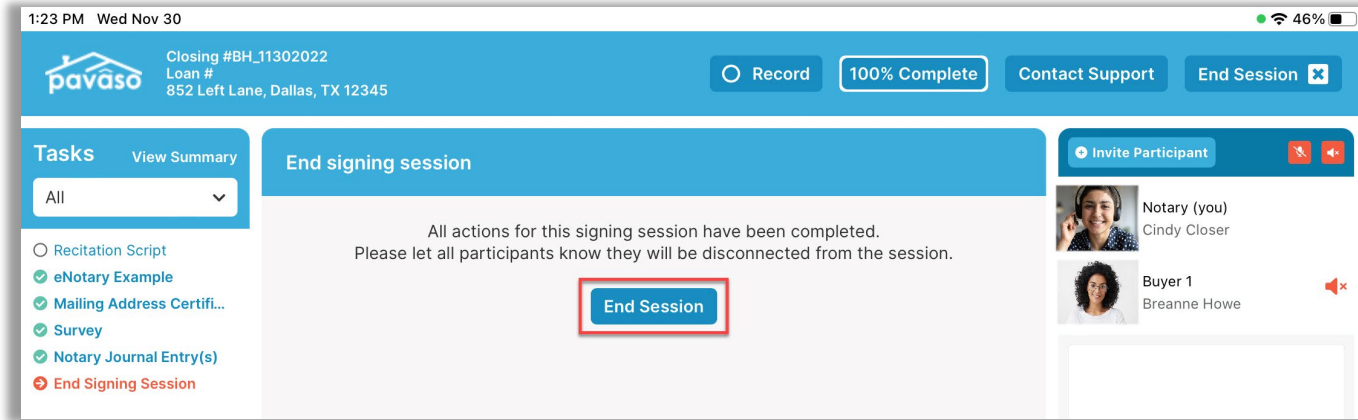 1:23 PM Wed Nov 30
46%
pavaso
Closing #BH_11302022
Loan #
852 Left Lane, Dallas, TX 12345
Record
100% Complete
Contact Support
End Session
Tasks
View Summary
All
Recitation Script
eNotary Example
Mailing Address Certifi...
Survey
Notary Journal Entry(s)
End Signing Session
End signing session
All actions for this signing session have been completed.
Please let all participants know they will be disconnected from the session.
End Session
Invite Participant
Notary (you)
Cindy Closer
Buyer 1
Breanne Howe